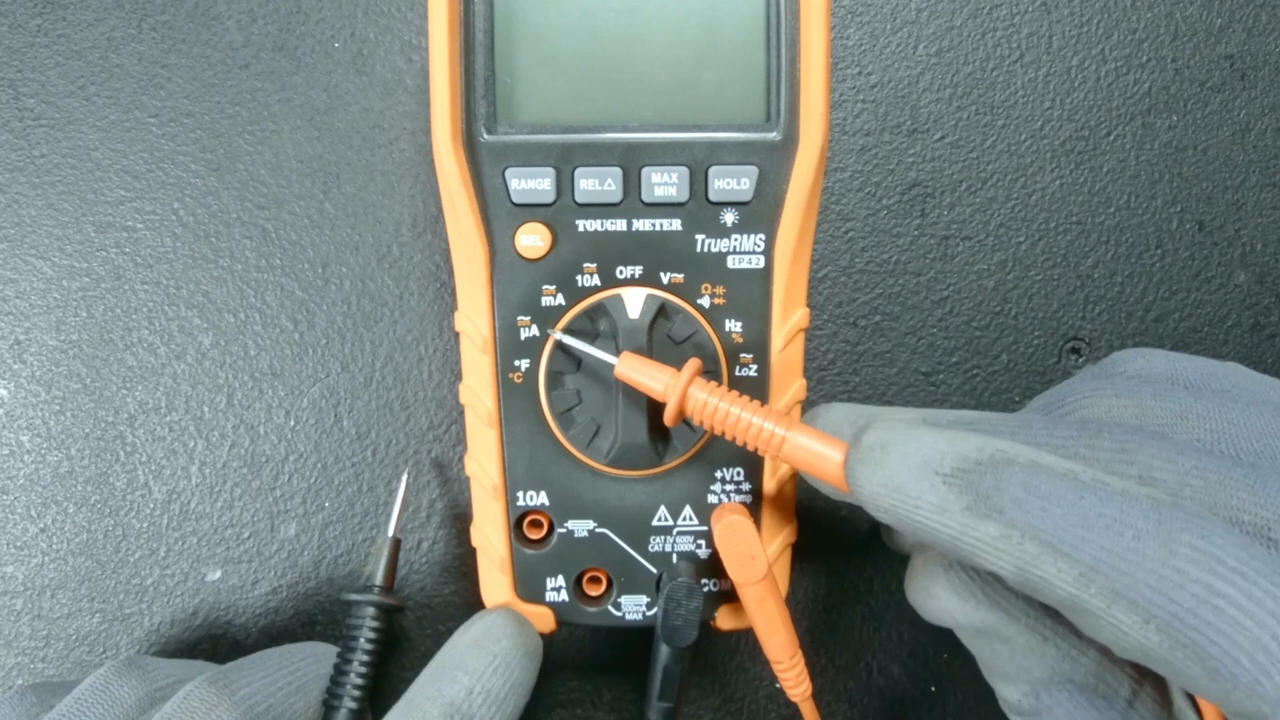 RANGE
REL△
MAX
MIN
HOLD
SEL
TOUGH METER
TrueRMS
IP42
OFF
10A
mA
µA
°F
°C
V
Ω
Hz
%
LoZ
+VΩ
Hz % Temp
10A
10A
CAT IV 600V
CAT III 1000V
µA
mA
500mA
MAX
COM